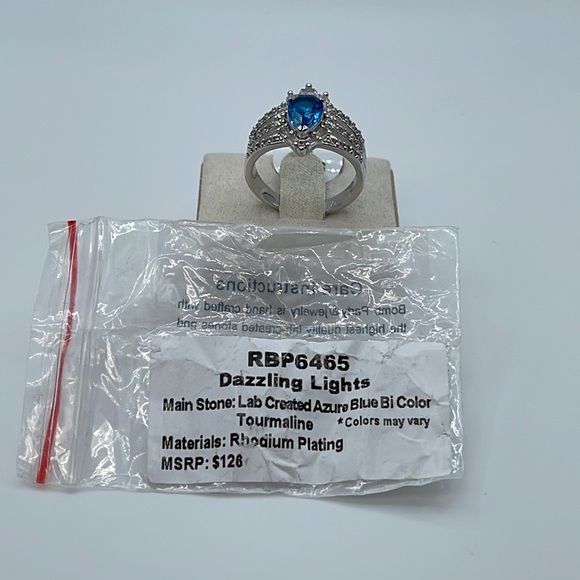 Care Instructions
Bomb Party jewelry is hand crafted with
the highest quality lab-created stones and
RBP6465
Dazzling Lights
Main Stone: Lab Created Azure Blue Bi Color
Tourmaline *Colors may vary
Materials: Rhodium Plating
MSRP: $126